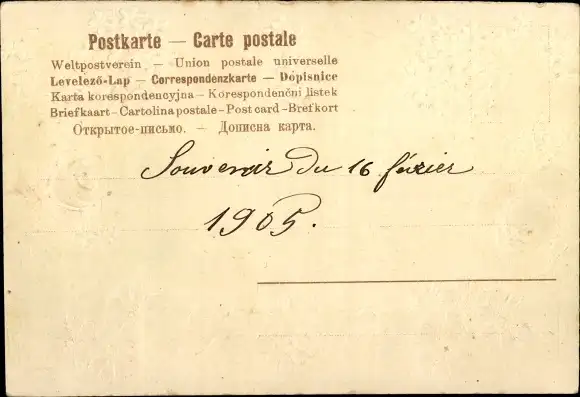 Postkarte — Carte postale
Weltpostverein — Union postale universelle
Levelező-Lap — Correspondenzkarte — Dopisnice
Karta korespondencyjna — Korespondenční lístek
Briefkaart — Cartolina postale — Post card — Brefkort
Открытое-письмо. — Дописна карта.
Souvenir du 16 février
1905.